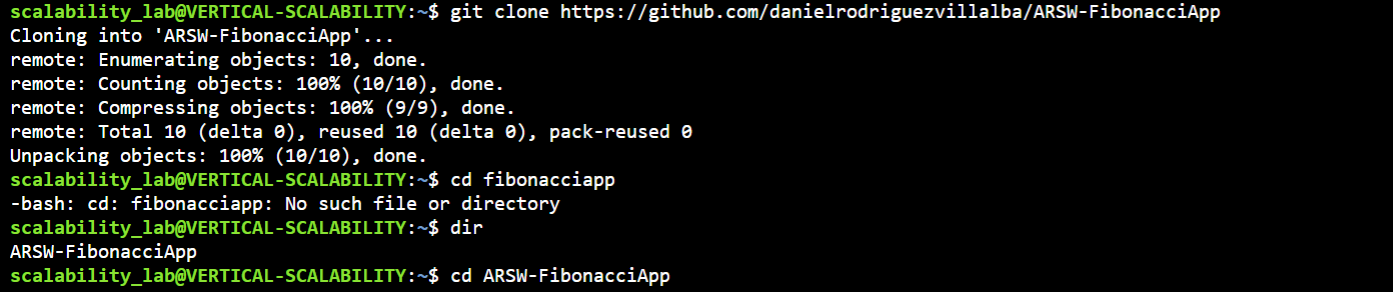 scalability_lab@VERTICAL-SCALABILITY:~$ git clone https://github.com/danielrodriguezvillalba/ARSW-FibonacciApp
Cloning into 'ARSW-FibonacciApp'...
remote: Enumerating objects: 10, done.
remote: Counting objects: 100% (10/10), done.
remote: Compressing objects: 100% (9/9), done.
remote: Total 10 (delta 0), reused 10 (delta 0), pack-reused 0
Unpacking objects: 100% (10/10), done.
scalability_lab@VERTICAL-SCALABILITY:~$ cd fibonacciapp
-bash: cd: fibonacciapp: No such file or directory
scalability_lab@VERTICAL-SCALABILITY:~$ dir
ARSW-FibonacciApp
scalability_lab@VERTICAL-SCALABILITY:~$ cd ARSW-FibonacciApp